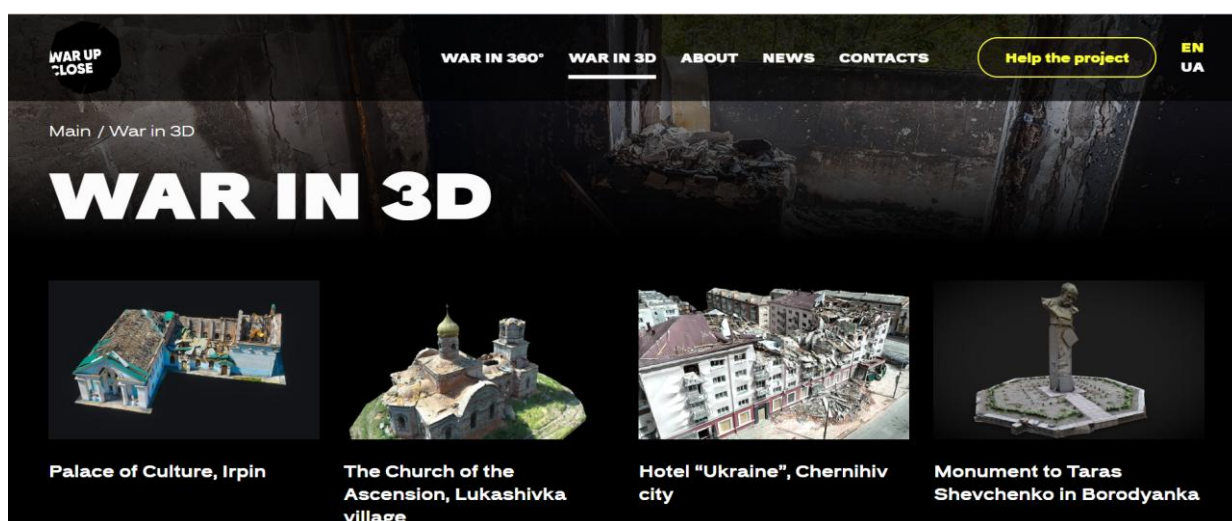 WAR UP
CLOSE
WAR IN 360°
WAR IN 3D
ABOUT
NEWS
CONTACTS
Help the project
EN
UA
Main / War in 3D
WAR IN 3D
Palace of Culture, Irpin
The Church of the
Ascension, Lukashivka
village
Hotel “Ukraine”, Chernihiv
city
Monument to Taras
Shevchenko in Borodyanka